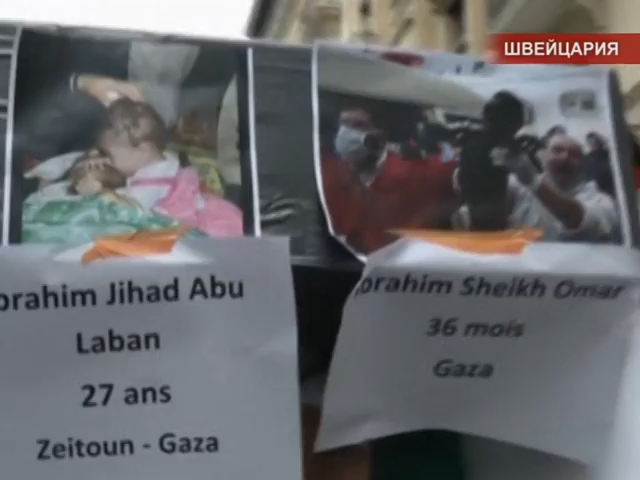 ШВЕЙЦАРИЯ
brahim Jihad Abu
Laban
27 ans
Zeitoun - Gaza
brahim Sheikh Omar
36 mois
Gaza